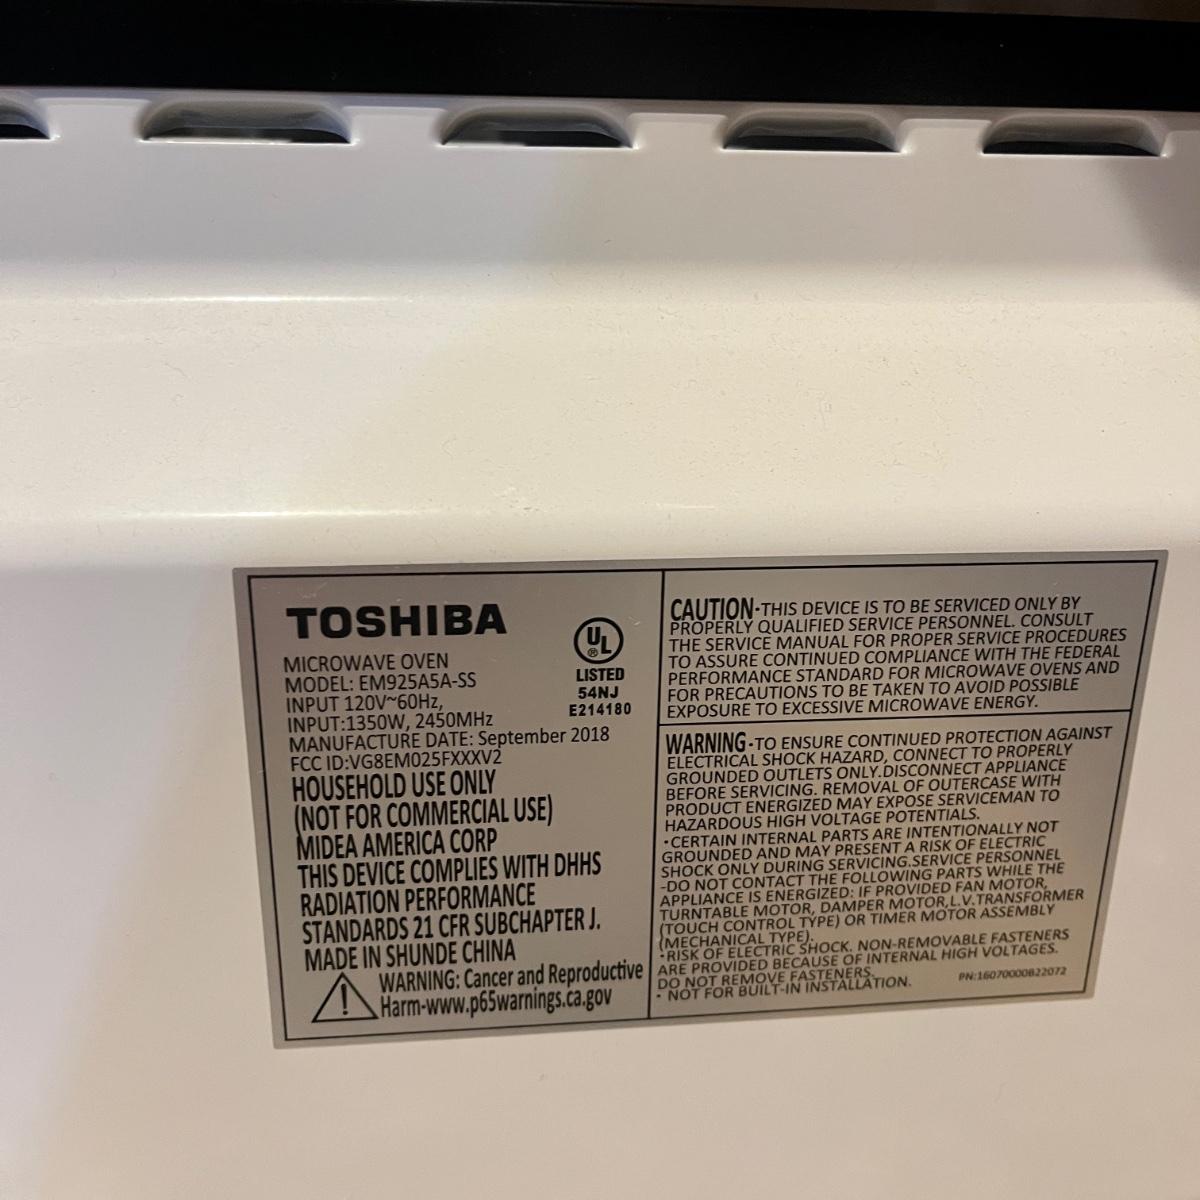 TOSHIBA
MICROWAVE OVEN
MODEL: EM925A5A-SS
INPUT 120V~60Hz,
INPUT:1350W, 2450MHz
MANUFACTURE DATE: September 2018
FCC ID:VG8EM025FXXXV2
HOUSEHOLD USE ONLY
(NOT FOR COMMERCIAL USE)
MIDEA AMERICA CORP
THIS DEVICE COMPLIES WITH DHHS
RADIATION PERFORMANCE
STANDARDS 21 CFR SUBCHAPTER J.
MADE IN SHUNDE CHINA
WARNING: Cancer and Reproductive
Harm-www.p65warnings.ca.gov
UL
®
LISTED
54NJ
E214180
CAUTION-THIS DEVICE IS TO BE SERVICED ONLY BY
PROPERLY QUALIFIED SERVICE PERSONNEL. CONSULT
THE SERVICE MANUAL FOR PROPER SERVICE PROCEDURES
TO ASSURE CONTINUED COMPLIANCE WITH THE FEDERAL
PERFORMANCE STANDARD FOR MICROWAVE OVENS AND
FOR PRECAUTIONS TO BE TAKEN TO AVOID POSSIBLE
EXPOSURE TO EXCESSIVE MICROWAVE ENERGY.
WARNING-TO ENSURE CONTINUED PROTECTION AGAINST
ELECTRICAL SHOCK HAZARD, CONNECT TO PROPERLY
GROUNDED OUTLETS ONLY.DISCONNECT APPLIANCE
BEFORE SERVICING. REMOVAL OF OUTERCASE WITH
PRODUCT ENERGIZED MAY EXPOSE SERVICEMAN TO
HAZARDOUS HIGH VOLTAGE POTENTIALS.
·CERTAIN INTERNAL PARTS ARE INTENTIONALLY NOT
GROUNDED AND MAY PRESENT A RISK OF ELECTRIC
SHOCK ONLY DURING SERVICING.SERVICE PERSONNEL
-DO NOT CONTACT THE FOLLOWING PARTS WHILE THE
APPLIANCE IS ENERGIZED: IF PROVIDED FAN MOTOR,
TURNTABLE MOTOR, DAMPER MOTOR,L.V.TRANSFORMER
(TOUCH CONTROL TYPE) OR TIMER MOTOR ASSEMBLY
(MECHANICAL TYPE).
·RISK OF ELECTRIC SHOCK. NON-REMOVABLE FASTENERS
ARE PROVIDED BECAUSE OF INTERNAL HIGH VOLTAGES.
DO NOT REMOVE FASTENERS.
· NOT FOR BUILT-IN INSTALLATION.
PN:16070000B22072